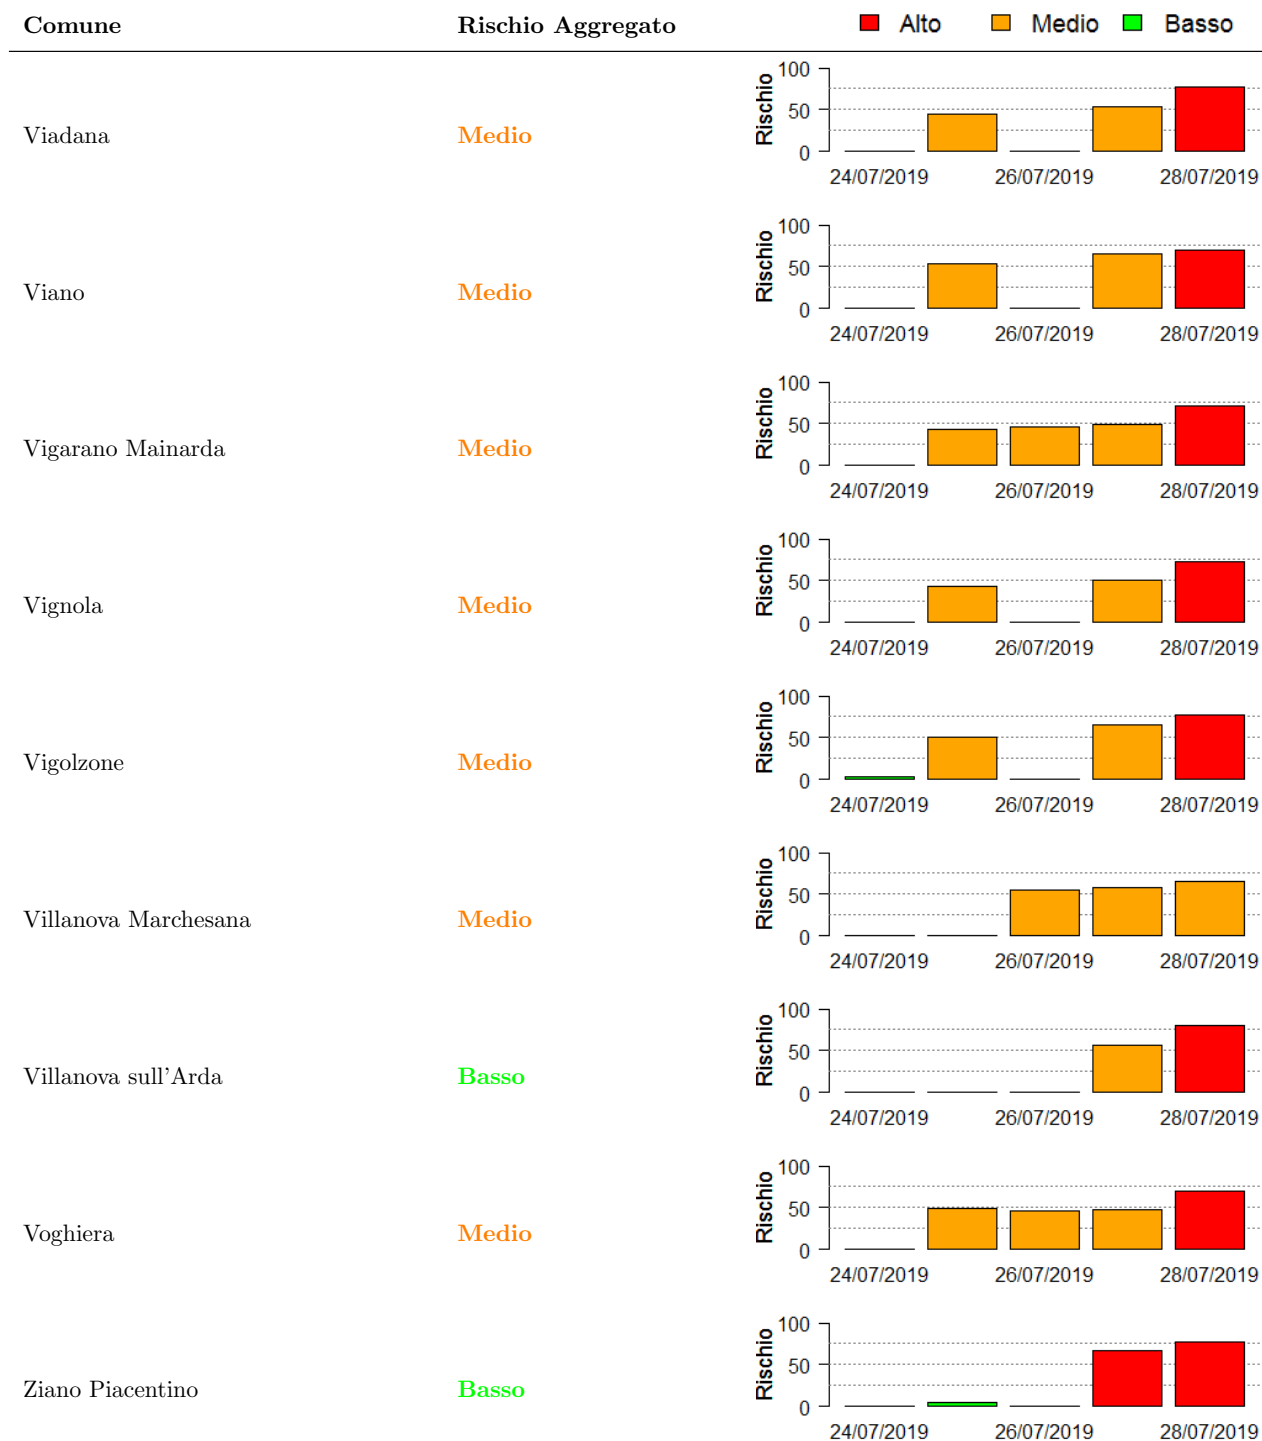 Comune Rischio Aggregato Alto Medio Basso
Viadana Medio Rischio 100 50 0
24/07/2019 26/07/2019 28/07/2019
Viano Medio Rischio 100 50 0
24/07/2019 26/07/2019 28/07/2019
Vigarano Mainarda Medio Rischio 100 50 0
24/07/2019 26/07/2019 28/07/2019
Vignola Medio Rischio 100 50 0
24/07/2019 26/07/2019 28/07/2019
Vigolzone Medio Rischio 100 50 0
24/07/2019 26/07/2019 28/07/2019
Villanova Marchesana Medio Rischio 100 50 0
24/07/2019 26/07/2019 28/07/2019
Villanova sull'Arda Basso Rischio 100 50 0
24/07/2019 26/07/2019 28/07/2019
Voghiera Medio Rischio 100 50 0
24/07/2019 26/07/2019 28/07/2019
Ziano Piacentino Basso Rischio 100 50 0
24/07/2019 26/07/2019 28/07/2019